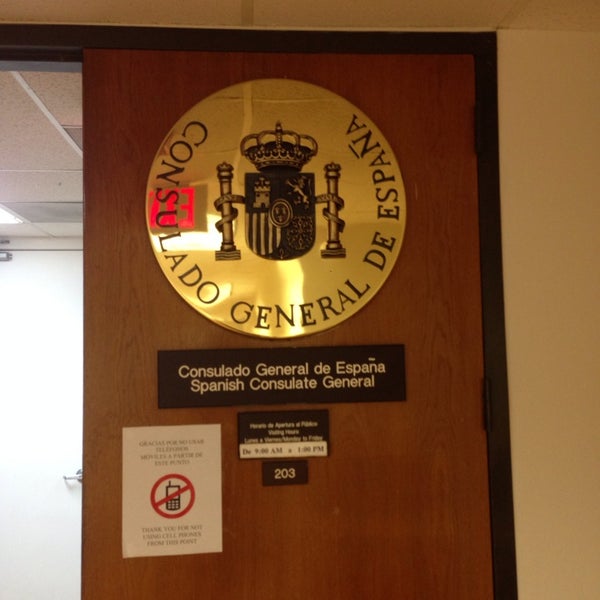 CONSULADO GENERAL DE ESPAÑA
Consulado General de España
Spanish Consulate General
Horario de Apertura al Público
Visiting Hours
Lunes a Viernes/Monday to Friday
De 9:00 AM a 1:00 PM
203
GRACIAS POR NO USAR
TELEFONOS
MOVILES A PARTIR DE
ESTE PUNTO
THANK YOU FOR NOT
USING CELL PHONES
FROM THIS POINT